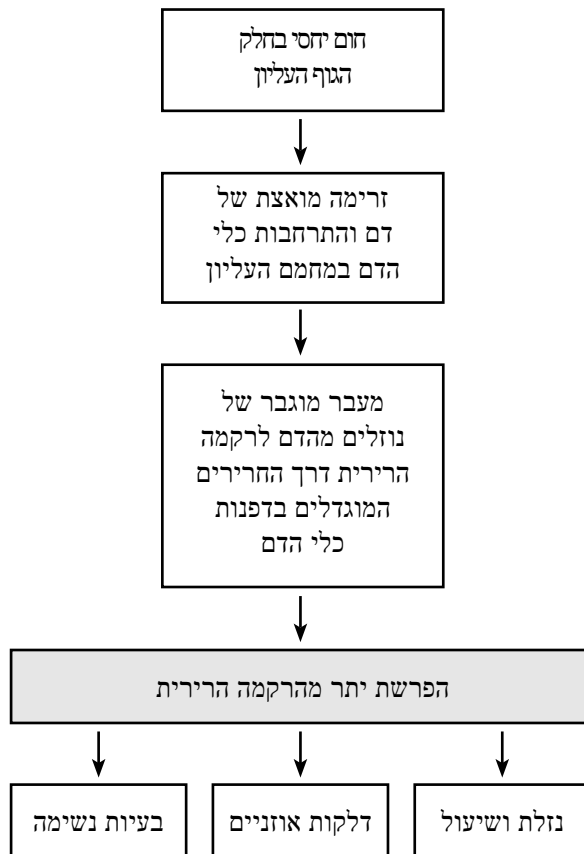 חום יחסי בחלק
הגוף העליון
זרימה מואצת של
דם והתרחבות כלי
הדם במחמם העליון
מעבר מוגבר של
נוזלים מהדם לרקמה
הרירית דרך החרירים
המוגדלים בדפנות
כלי הדם
הפרשת יתר מהרקמה הרירית
נזלת ושיעול
דלקות אוזניים
בעיות נשימה